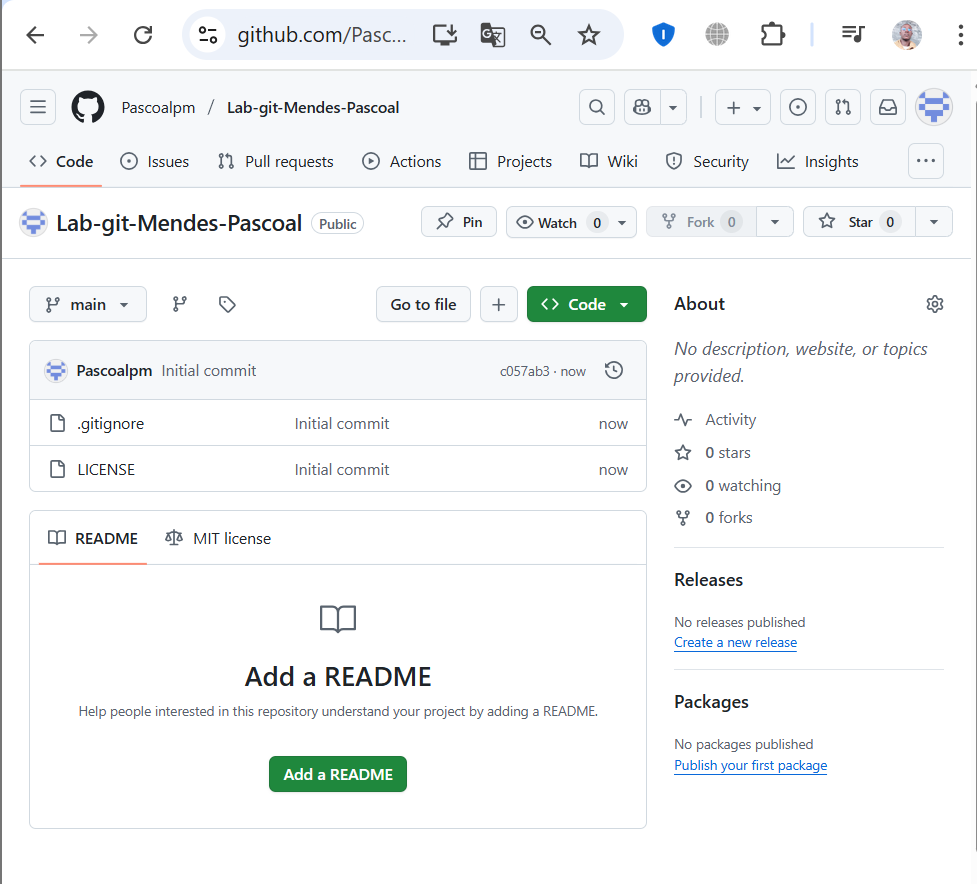 github.com/Pasc...
Pascoalpm / Lab-git-Mendes-Pascoal
Code Issues Pull requests Actions Projects Wiki Security Insights
Lab-git-Mendes-Pascoal Public Pin Watch 0 Fork 0 Star 0
main Go to file Code
Pascoalpm Initial commit c057ab3 · now
.gitignore Initial commit now
LICENSE Initial commit now
README MIT license
Add a README
Help people interested in this repository understand your project by adding a README.
Add a README
About
No description, website, or topics
provided.
Activity
0 stars
0 watching
0 forks
Releases
No releases published
Create a new release
Packages
No packages published
Publish your first package